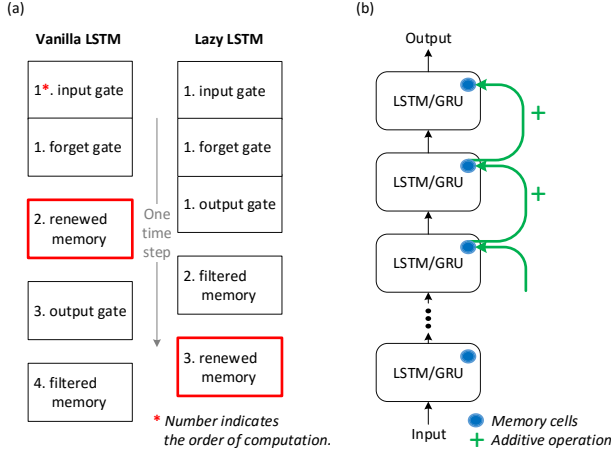 (a)
Vanilla LSTM
1*. input gate
1. forget gate
2. renewed
memory
3. output gate
4. filtered
memory
One
time
step
Lazy LSTM
1. input gate
1. forget gate
1. output gate
2. filtered
memory
3. renewed
memory
* Number indicates
the order of computation.
(b)
Output
LSTM/GRU
+
LSTM/GRU
+
LSTM/GRU
LSTM/GRU
Input
Memory cells
+ Additive operation